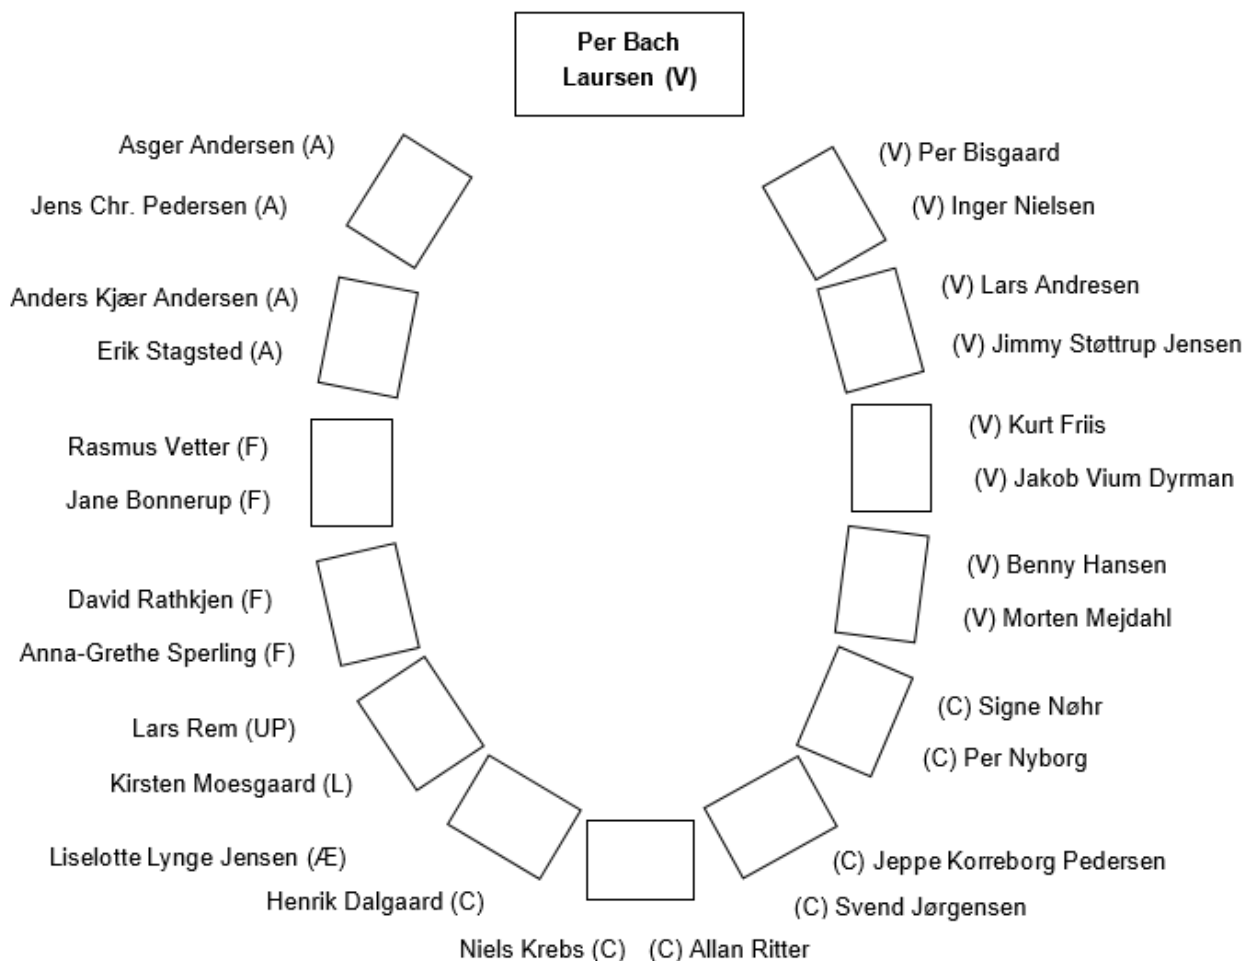 Per Bach
Laursen (V)
Asger Andersen (A)
Jens Chr. Pedersen (A)
Anders Kjær Andersen (A)
Erik Stagsted (A)
Rasmus Vetter (F)
Jane Bonnerup (F)
David Rathkjen (F)
Anna-Grethe Sperling (F)
Lars Rem (UP)
Kirsten Moesgaard (L)
Liselotte Lynge Jensen (Æ)
Henrik Dalgaard (C)
Niels Krebs (C)
(C) Allan Ritter
(V) Per Bisgaard
(V) Inger Nielsen
(V) Lars Andresen
(V) Jimmy Støttrup Jensen
(V) Kurt Friis
(V) Jakob Vium Dyrman
(V) Benny Hansen
(V) Morten Mejdahl
(C) Signe Nøhr
(C) Per Nyborg
(C) Jeppe Korreborg Pedersen
(C) Svend Jørgensen